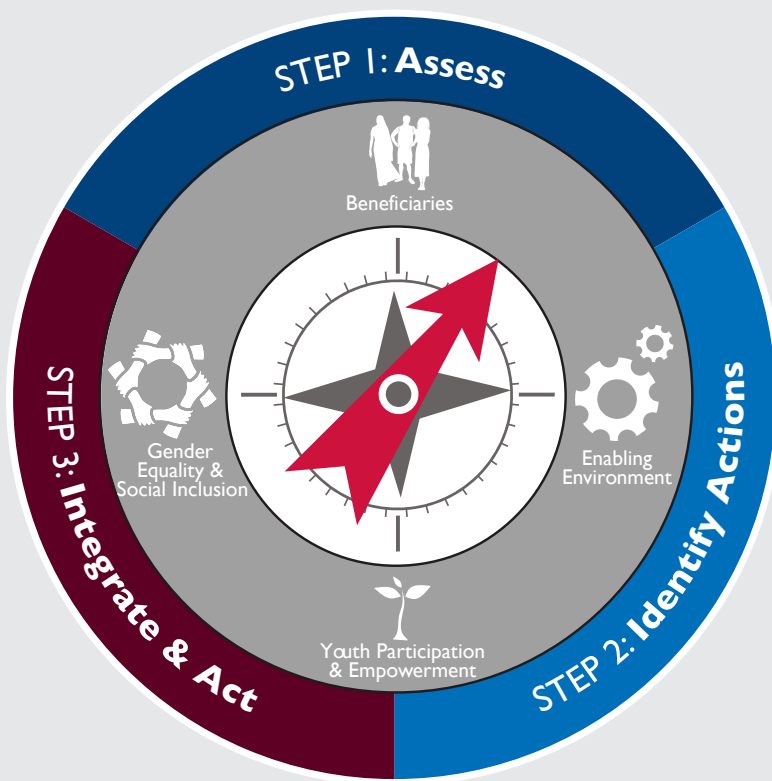 STEP 1: Assess
Beneficiaries
Gender
Equality &
Social Inclusion
Enabling
Environment
Youth Participation
& Empowerment
STEP 2: Identify Actions
STEP 3: Integrate & Act